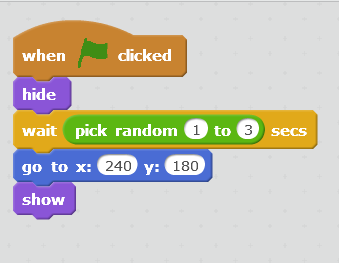 when clicked
hide
wait pick random 1 to 3 secs
go to x: 240 y: 180
show